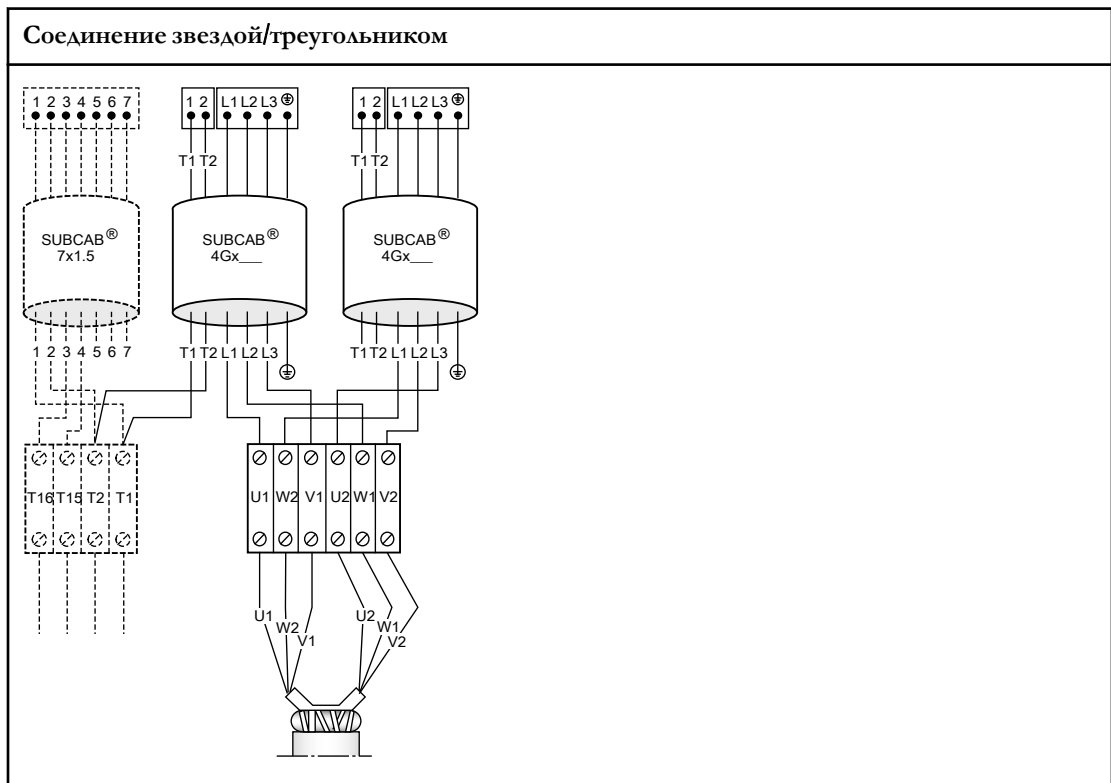 Соединение звездой/треугольником
1 2 3 4 5 6 7
1 2 L1 L2 L3
1 2 L1 L2 L3
T1 T2
T1 T2
SUBCAB®
7x1.5
SUBCAB®
4Gx___
SUBCAB®
4Gx___
1 2 3 4 5 6 7
T1 T2 L1 L2 L3
T1 T2 L1 L2 L3
T16 T15 T2 T1
U1 W2 V1 U2 W1 V2
U1
W2
V1
U2
W1
V2